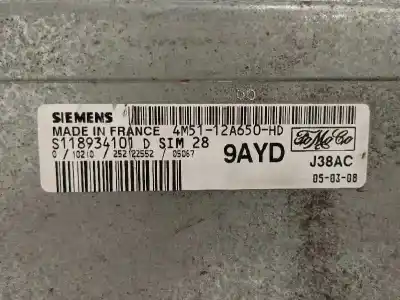 SIEMENS
MADE IN FRANCE 4M51-12A650-HD
S118934101 D SIM 28
0 / 10210 / 252122552 / 05067
9AYD
FoMoCo
J38AC
05-03-08